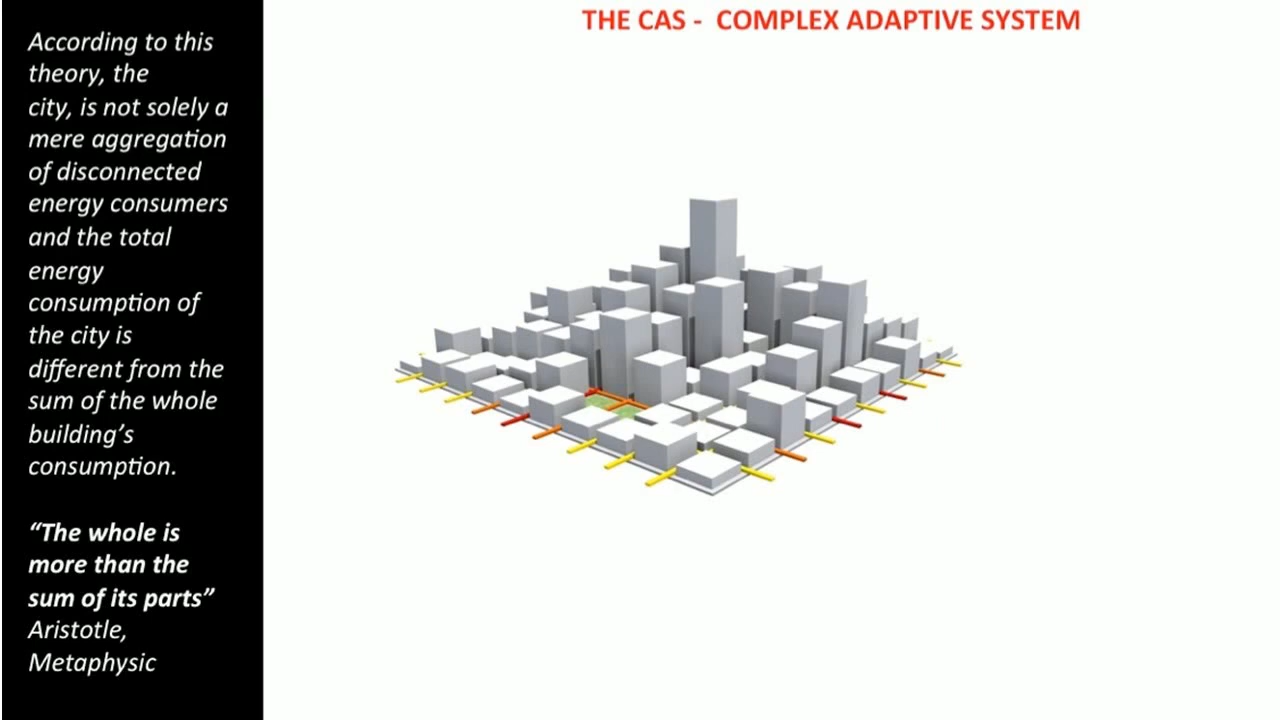 THE CAS - COMPLEX ADAPTIVE SYSTEM
According to this
theory, the
city, is not solely a
mere aggregation
of disconnected
energy consumers
and the total
energy
consumption of
the city is
different from the
sum of the whole
building’s
consumption.
“The whole is
more than the
sum of its parts”
Aristotle,
Metaphysic